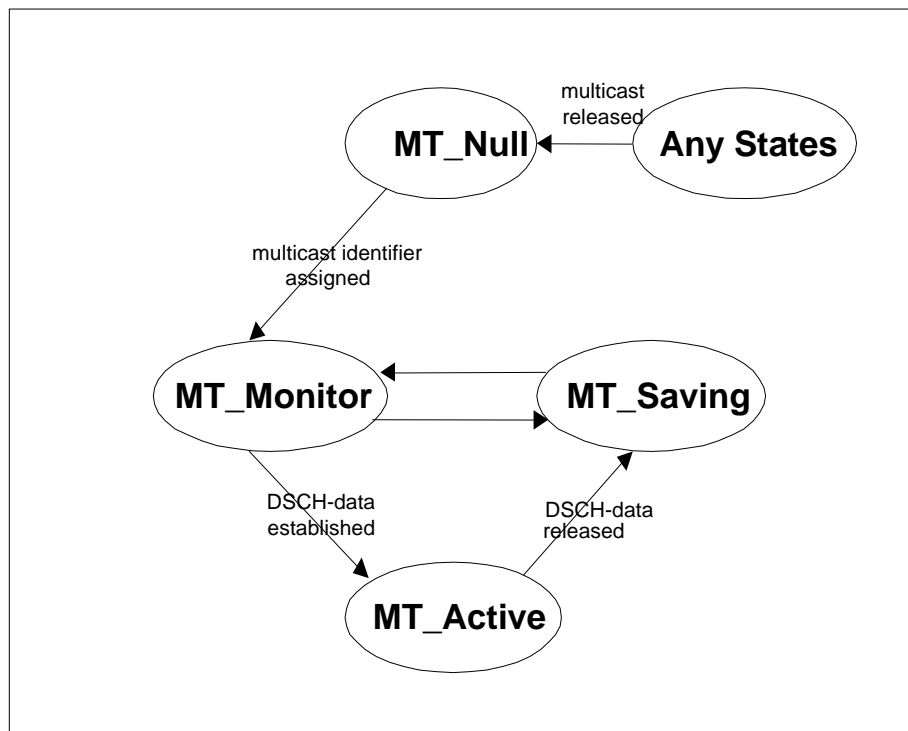 multicast
released
MT_Null
Any States
multicast identifier
assigned
MT_Monitor
MT_Saving
DSCH-data
established
DSCH-data
released
MT_Active